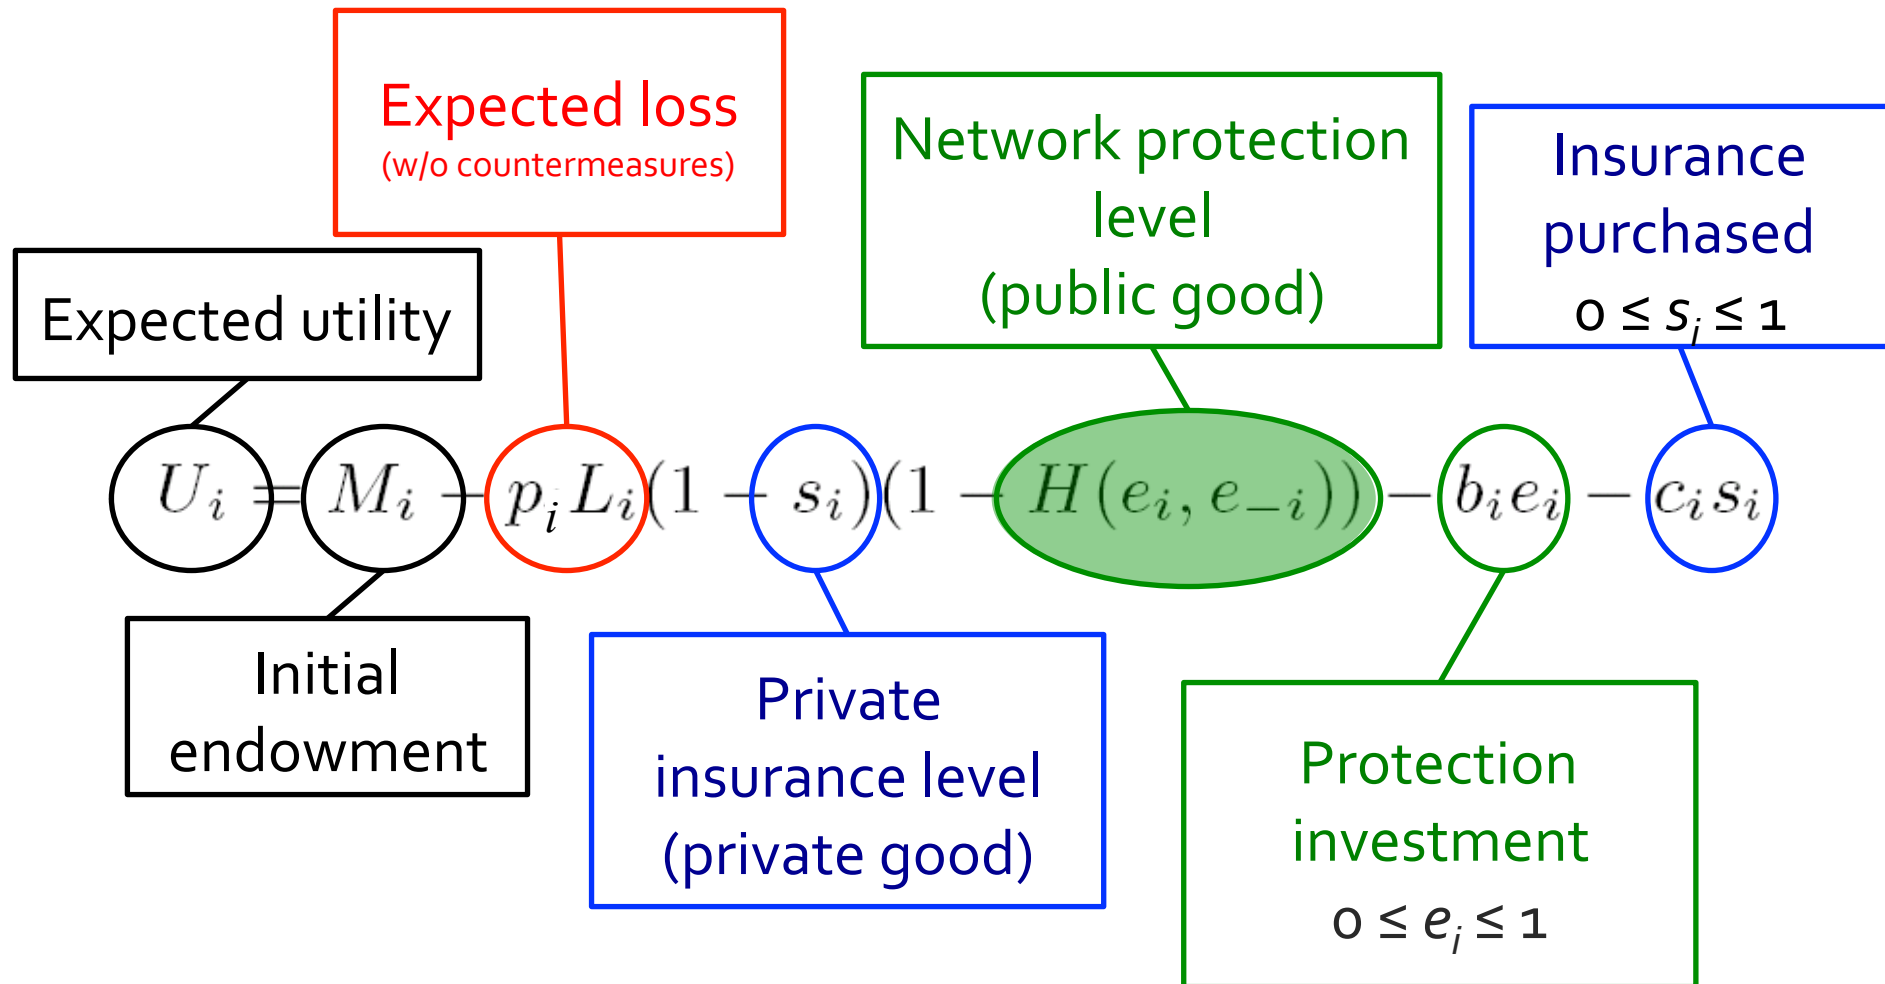 Expected loss
(w/o countermeasures)
Network protection
level
(public good)
Insurance
purchased
0 ≤ s_i ≤ 1
Expected utility
U_i = M_i − p_i L_i(1 − s_i)(1 − H(e_i, e_{−i})) − b_i e_i − c_i s_i
Initial
endowment
Private
insurance level
(private good)
Protection
investment
0 ≤ e_i ≤ 1